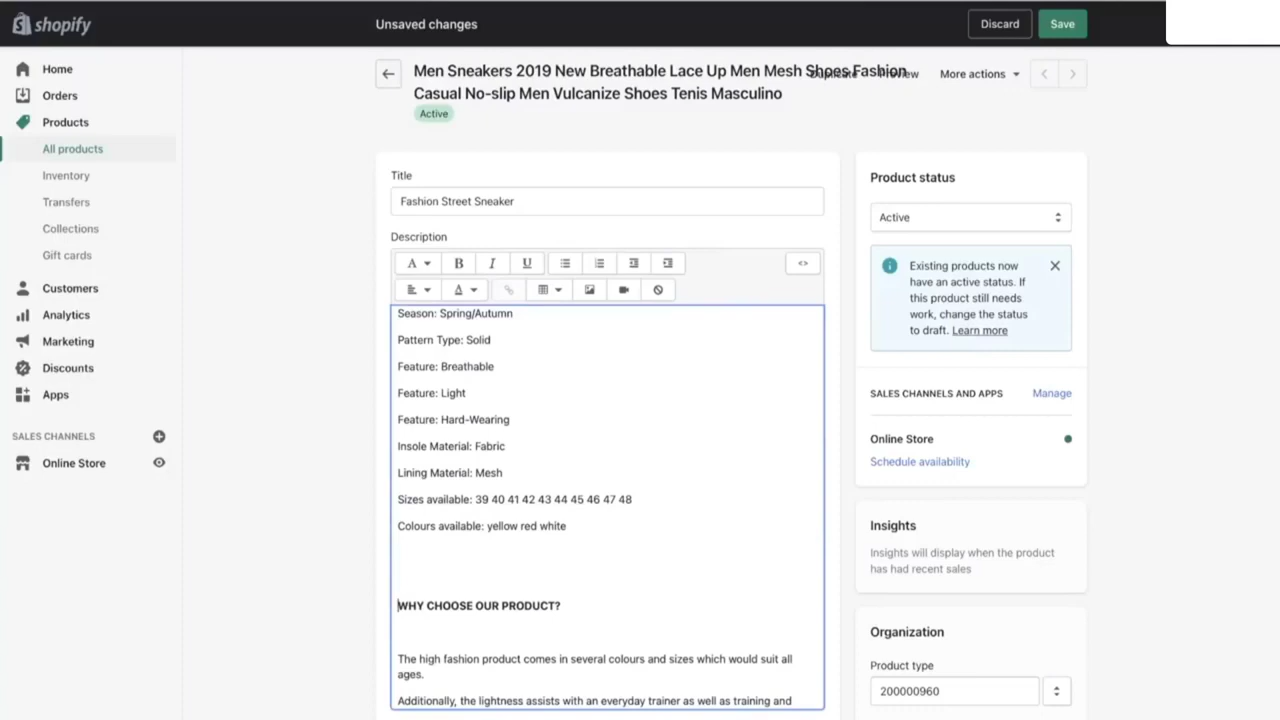 shopify
Unsaved changes
Discard
Save
Home
Orders
Products
All products
Inventory
Transfers
Collections
Gift cards
Customers
Analytics
Marketing
Discounts
Apps
SALES CHANNELS
Online Store
Men Sneakers 2019 New Breathable Lace Up Men Mesh Shoes Fashion
Casual No-slip Men Vulcanize Shoes Tenis Masculino
Active
Duplicate
Preview
More actions
Title
Fashion Street Sneaker
Description
A
B
I
U
A
Season: Spring/Autumn
Pattern Type: Solid
Feature: Breathable
Feature: Light
Feature: Hard-Wearing
Insole Material: Fabric
Lining Material: Mesh
Sizes available: 39 40 41 42 43 44 45 46 47 48
Colours available: yellow red white
WHY CHOOSE OUR PRODUCT?
The high fashion product comes in several colours and sizes which would suit all
ages.
Additionally, the lightness assists with an everyday trainer as well as training and
Product status
Active
Existing products now
have an active status. If
this product still needs
work, change the status
to draft. Learn more
SALES CHANNELS AND APPS
Manage
Online Store
Schedule availability
Insights
Insights will display when the product
has had recent sales
Organization
Product type
200000960